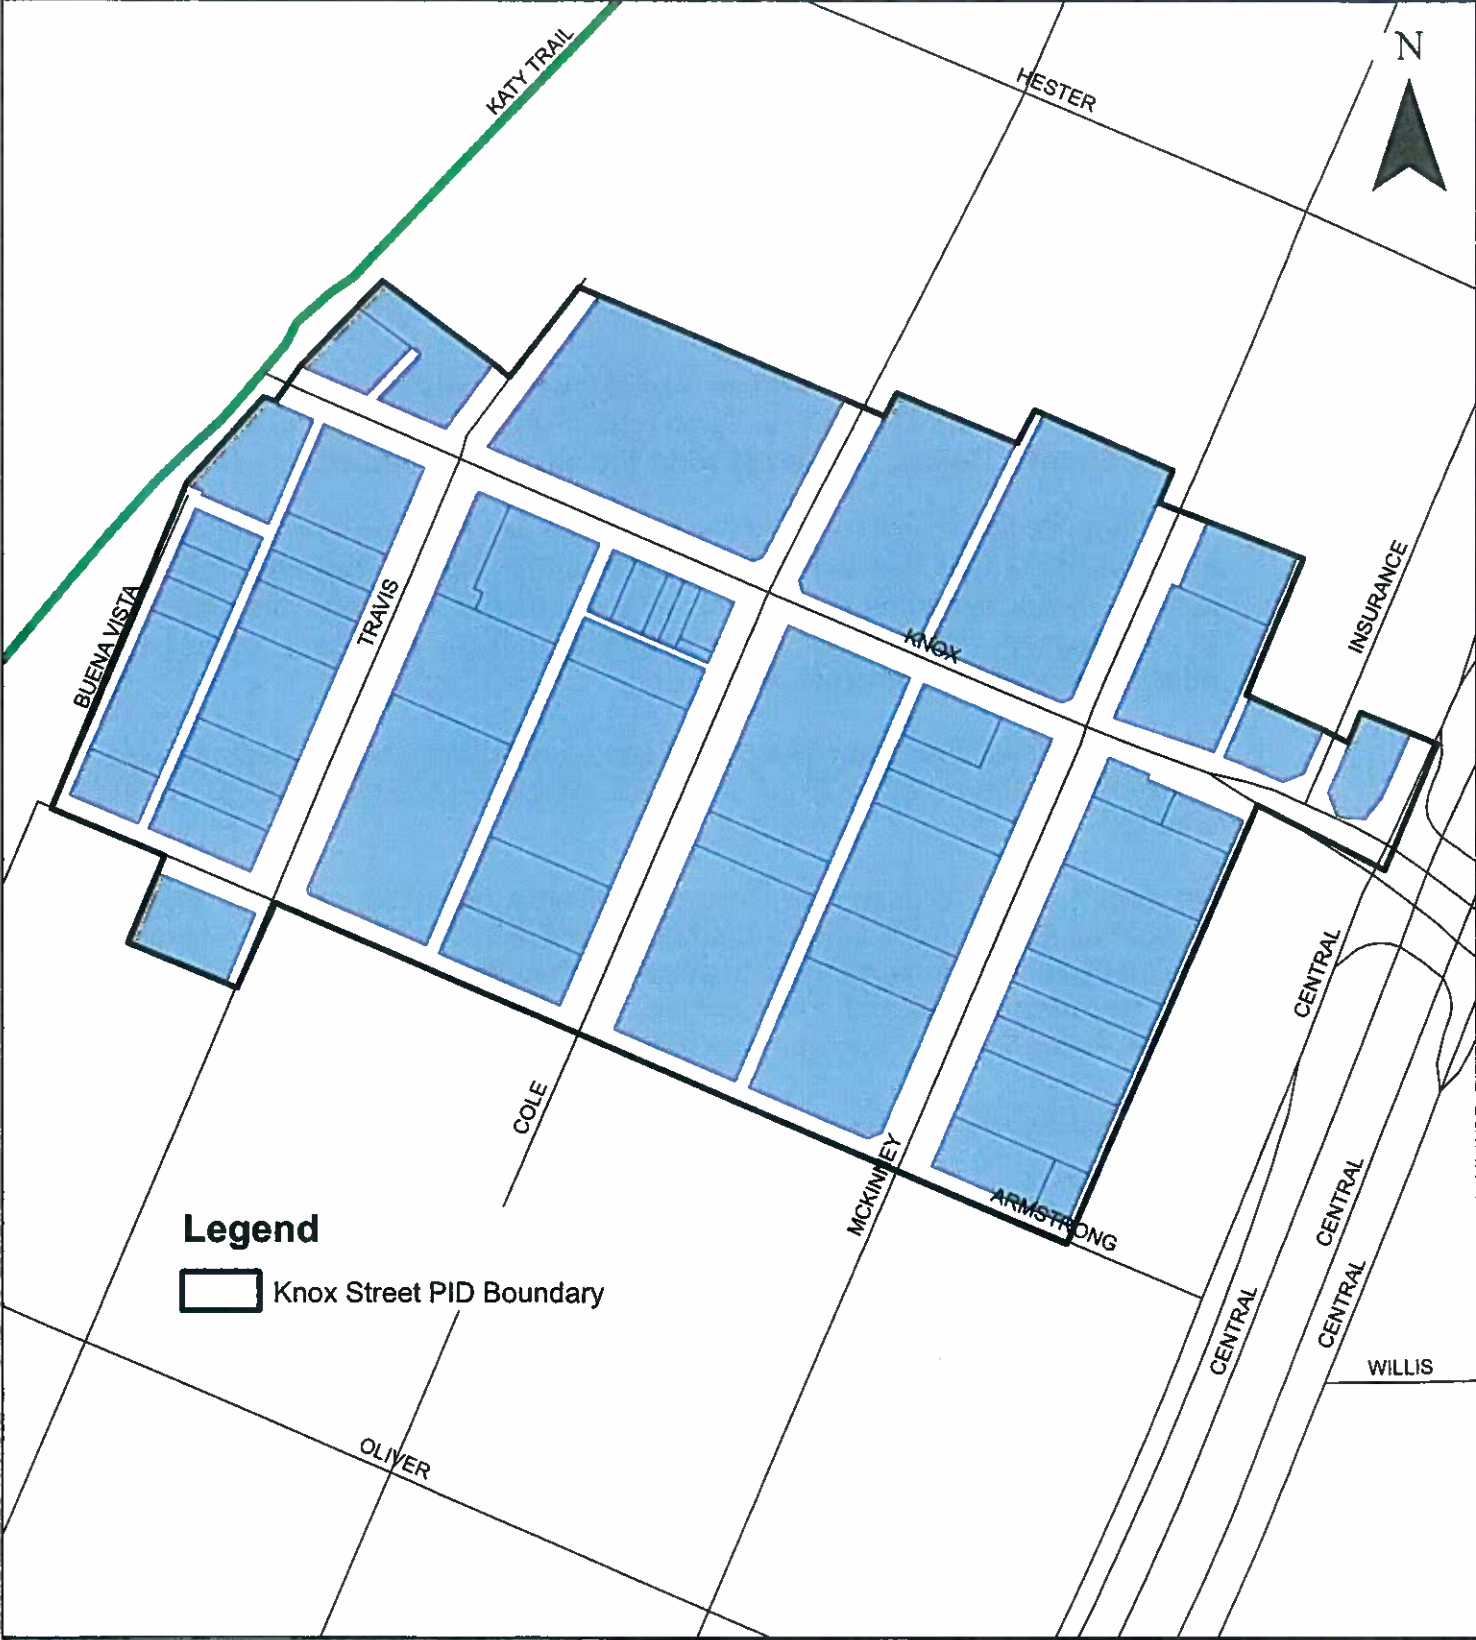 N
KATY TRAIL
HESTER
INSURANCE
TRAVIS
BUENA VISTA
KNOX
CENTRAL
COLE
MCKINNEY
ARMSTRONG
CENTRAL
Legend
Knox Street PID Boundary
CENTRAL
CENTRAL
WILLIS
OLIVER